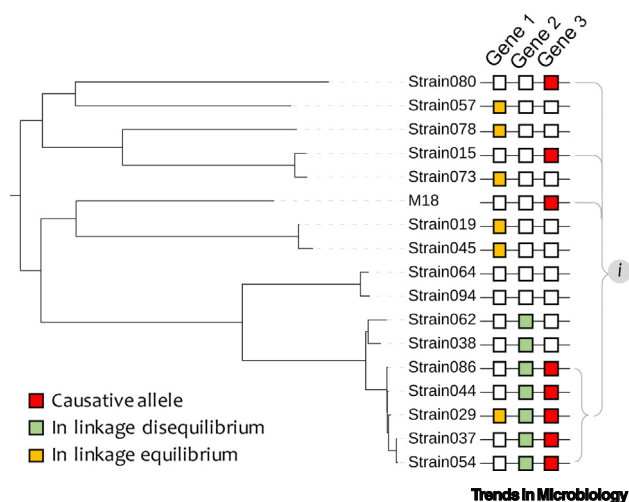 Gene 1
Gene 2
Gene 3
Strain080
Strain057
Strain078
Strain015
Strain073
M18
Strain019
Strain045
Strain064
Strain094
Strain062
Strain038
Strain086
Strain044
Strain029
Strain037
Strain054
i
Causative allele
In linkage disequilibrium
In linkage equilibrium
Trends in Microbiology